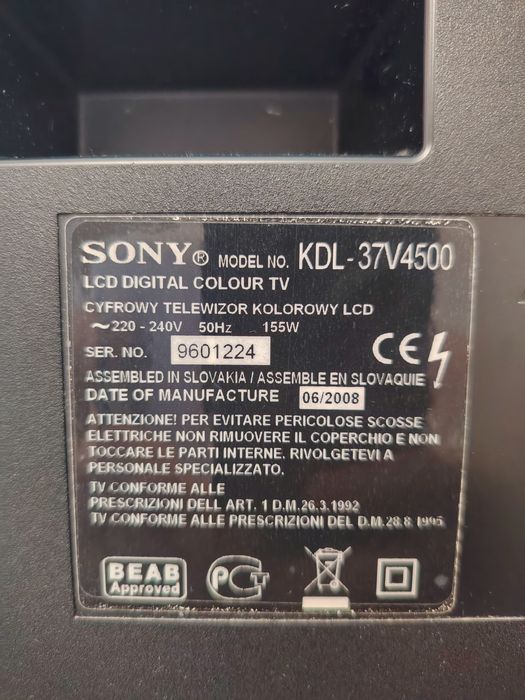 SONY® MODEL NO. KDL-37V4500
LCD DIGITAL COLOUR TV
CYFROWY TELEWIZOR KOLOROWY LCD
~220 - 240V 50Hz 155W
SER. NO. 9601224
CE
ASSEMBLED IN SLOVAKIA / ASSEMBLE EN SLOVAQUIE
DATE OF MANUFACTURE 06/2008
ATTENZIONE! PER EVITARE PERICOLOSE SCOSSE
ELETTRICHE NON RIMUOVERE IL COPERCHIO E NON
TOCCARE LE PARTI INTERNE. RIVOLGETEVI A
PERSONALE SPECIALIZZATO.
TV CONFORME ALLE
PRESCRIZIONI DELL ART. 1 D.M.26.3.1992
TV CONFORME ALLE PRESCRIZIONI DEL D.M.28.8.1995
BEAB
Approved
PCT